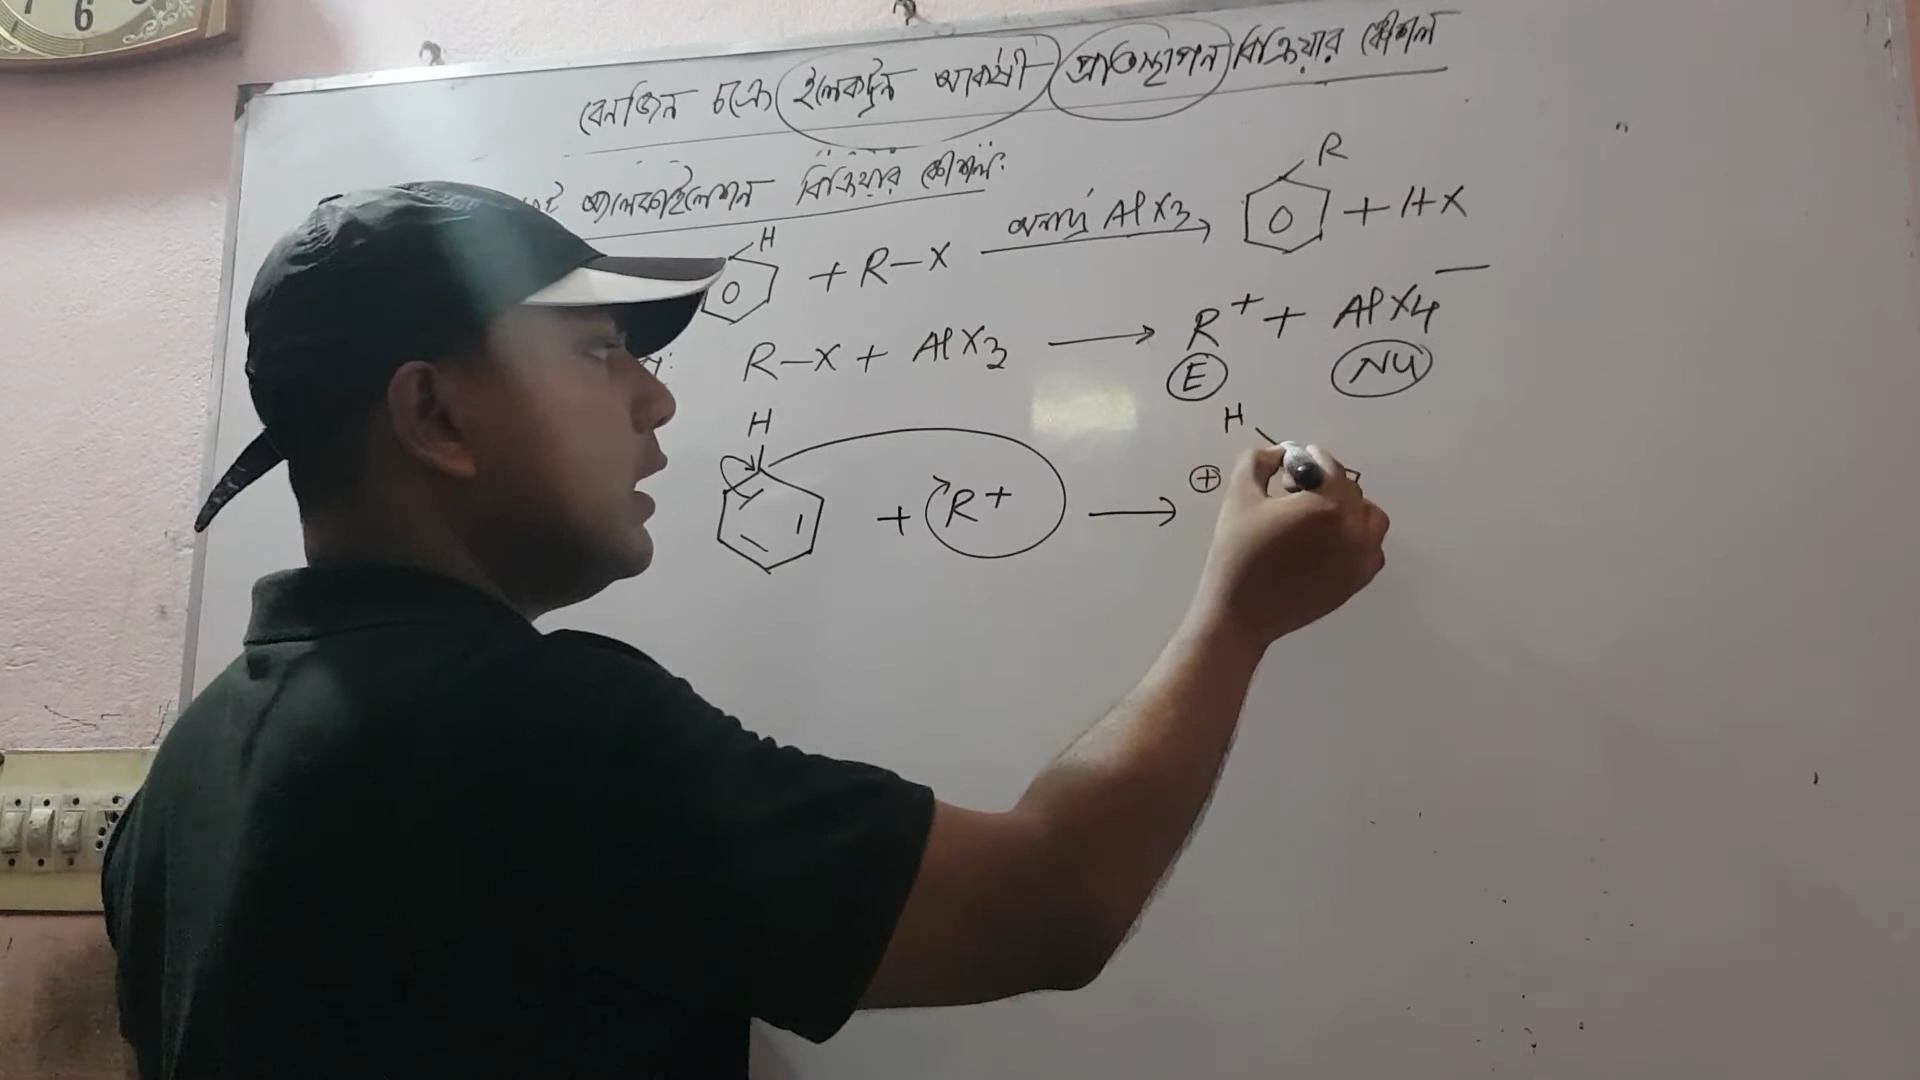 বেনজিন চক্রে ইলেকট্রন আকর্ষী প্রতিস্থাপন বিক্রিয়ার কৌশল
অ্যালকাইলেশন বিক্রিয়ার কৌশল:
H + R-X অনার্দ্র AlX3 → R + HX
R-X + AlX3 → R+ + AlX4−
E NU
H + R+ → H ⊕
6